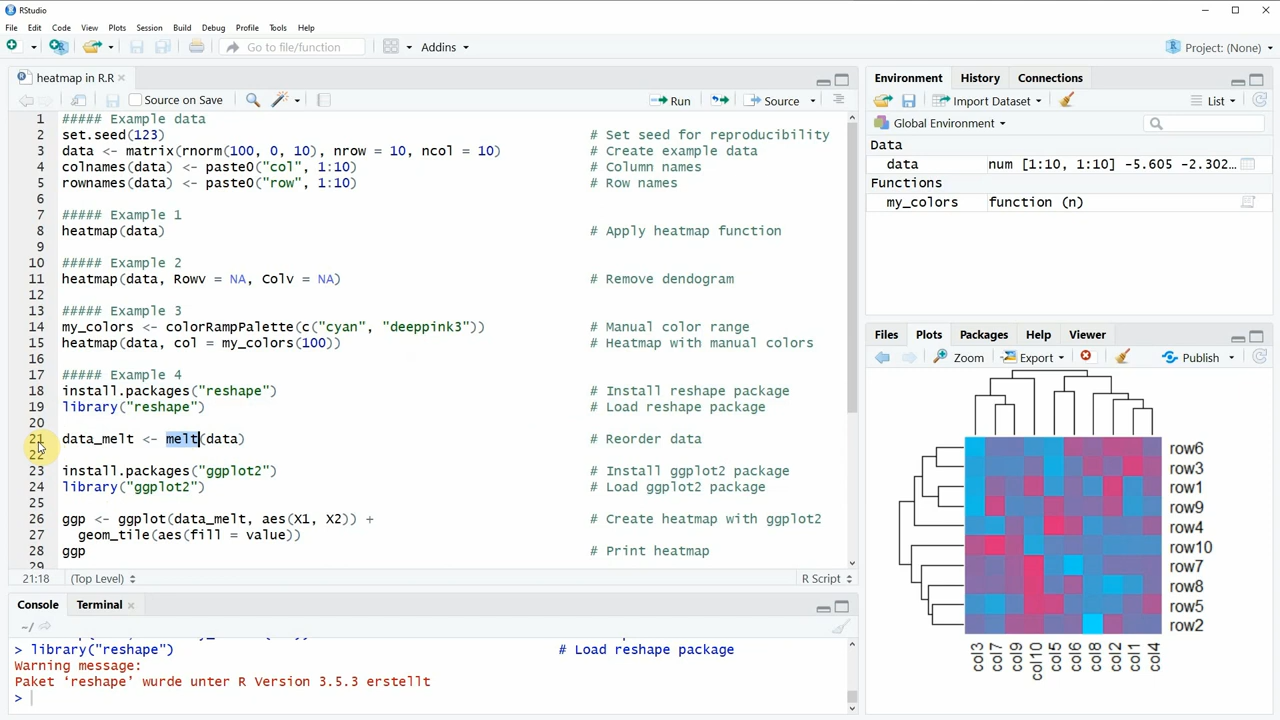 RStudio
File Edit Code View Plots Session Build Debug Profile Tools Help
Go to file/function Addins Project: (None)
heatmap in R.R
Source on Save Run Source
1 ##### Example data
2 set.seed(123) # Set seed for reproducibility
3 data <- matrix(rnorm(100, 0, 10), nrow = 10, ncol = 10) # Create example data
4 colnames(data) <- paste0("col", 1:10) # Column names
5 rownames(data) <- paste0("row", 1:10) # Row names
6
7 ##### Example 1
8 heatmap(data) # Apply heatmap function
9
10 ##### Example 2
11 heatmap(data, Rowv = NA, Colv = NA) # Remove dendogram
12
13 ##### Example 3
14 my_colors <- colorRampPalette(c("cyan", "deeppink3")) # Manual color range
15 heatmap(data, col = my_colors(100)) # Heatmap with manual colors
16
17 ##### Example 4
18 install.packages("reshape") # Install reshape package
19 library("reshape") # Load reshape package
20
21 data_melt <- melt(data) # Reorder data
22
23 install.packages("ggplot2") # Install ggplot2 package
24 library("ggplot2") # Load ggplot2 package
25
26 ggp <- ggplot(data_melt, aes(X1, X2)) + # Create heatmap with ggplot2
27 geom_tile(aes(fill = value))
28 ggp # Print heatmap
29
21:18 (Top Level) R Script
Console Terminal
~/
> library("reshape") # Load reshape package
Warning message:
Paket ‘reshape’ wurde unter R Version 3.5.3 erstellt
>
Environment History Connections
Import Dataset List
Global Environment
Data
data num [1:10, 1:10] -5.605 -2.302…
Functions
my_colors function (n)
Files Plots Packages Help Viewer
Zoom Export Publish
row6
row3
row1
row9
row4
row10
row7
row8
row5
row2
col3 col7 col9 col10 col5 col6 col8 col2 col1 col4